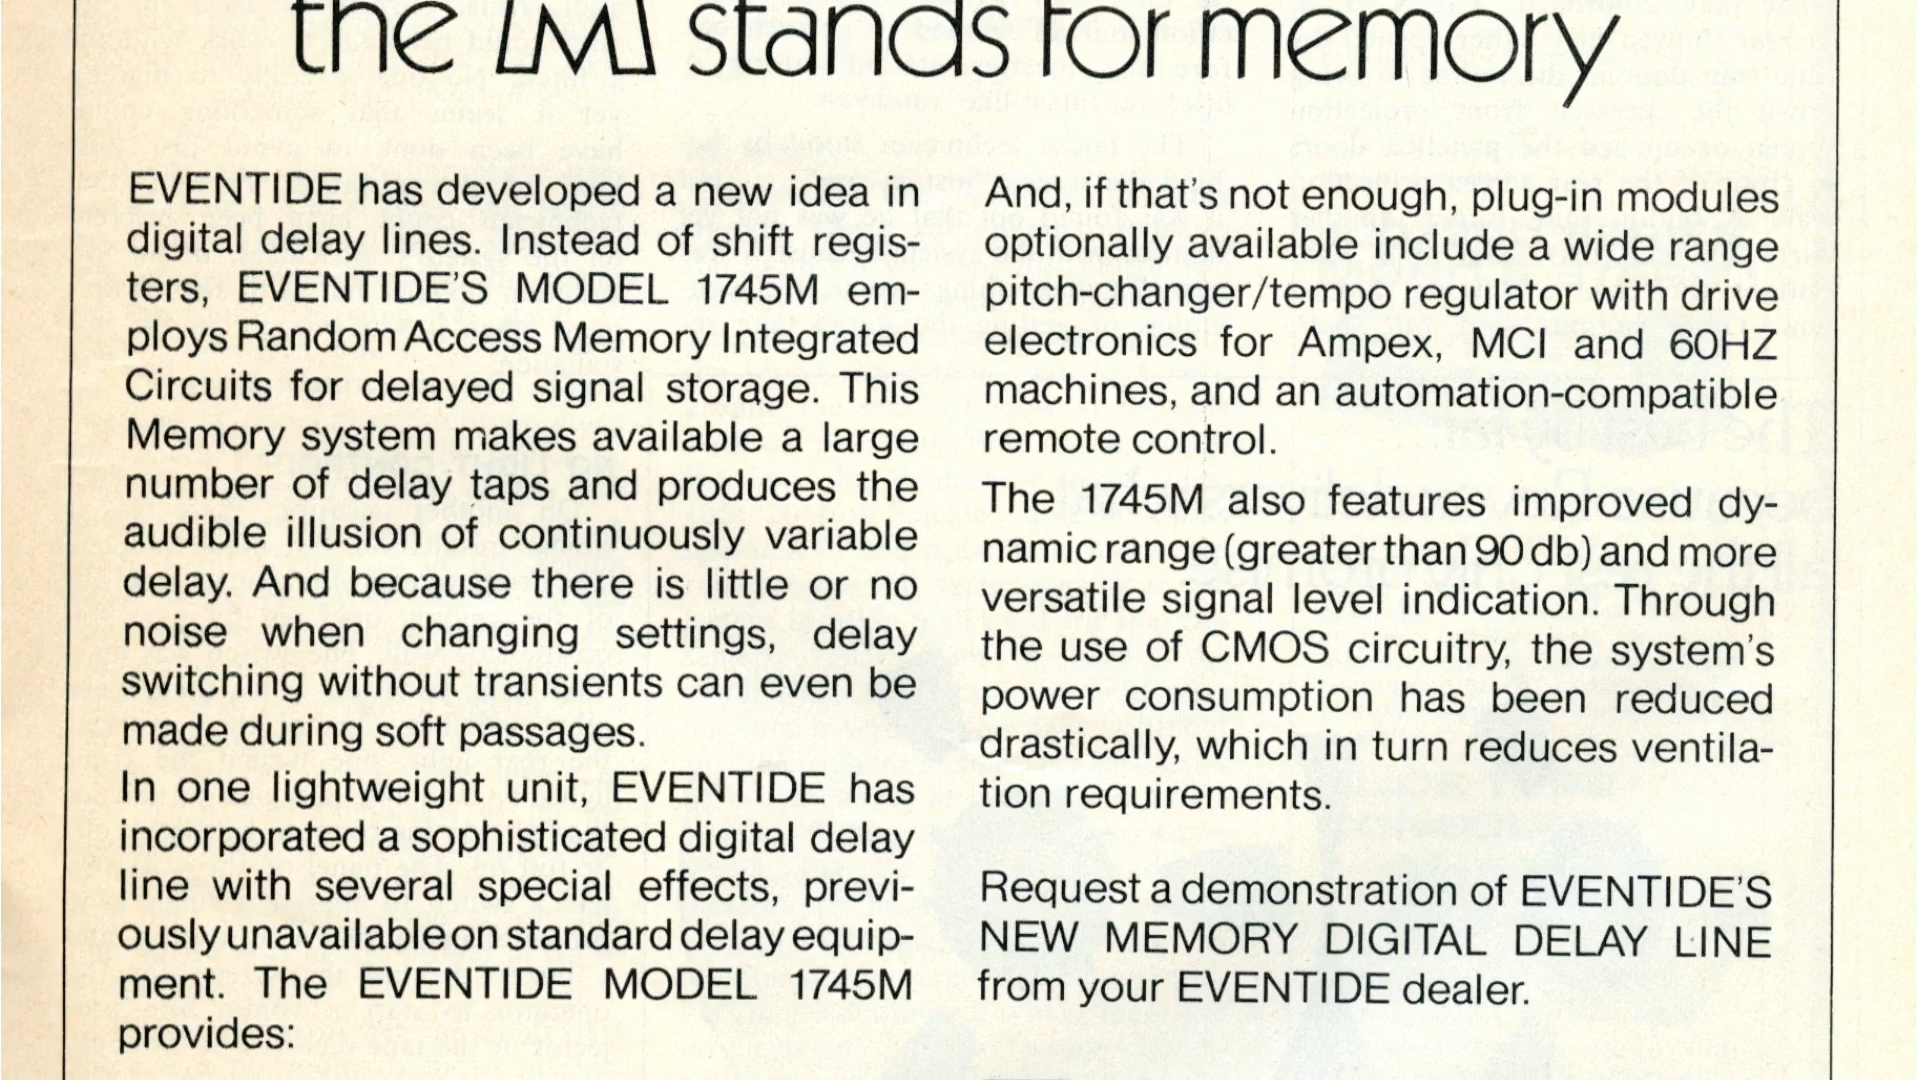 the M stands for memory
EVENTIDE has developed a new idea in
digital delay lines. Instead of shift regis-
ters, EVENTIDE'S MODEL 1745M em-
ploys Random Access Memory Integrated
Circuits for delayed signal storage. This
Memory system makes available a large
number of delay taps and produces the
audible illusion of continuously variable
delay. And because there is little or no
noise when changing settings, delay
switching without transients can even be
made during soft passages.
In one lightweight unit, EVENTIDE has
incorporated a sophisticated digital delay
line with several special effects, previ-
ously unavailable on standard delay equip-
ment. The EVENTIDE MODEL 1745M
provides:
And, if that's not enough, plug-in modules
optionally available include a wide range
pitch-changer/tempo regulator with drive
electronics for Ampex, MCI and 60HZ
machines, and an automation-compatible
remote control.
The 1745M also features improved dy-
namic range (greater than 90 db) and more
versatile signal level indication. Through
the use of CMOS circuitry, the system's
power consumption has been reduced
drastically, which in turn reduces ventila-
tion requirements.
Request a demonstration of EVENTIDE'S
NEW MEMORY DIGITAL DELAY LINE
from your EVENTIDE dealer.